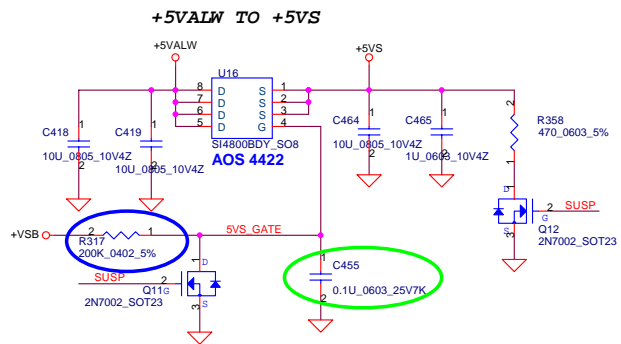 +5VALW TO +5VS
+5VALW
+5VS
U16
8 D S 1
7 D S 2
6 D S 3
5 D G 4
SI4800BDY_SO8
AOS 4422
C418
1
2
10U_0805_10V4Z
C419
1
2
10U_0805_10V4Z
C464
1
2
10U_0805_10V4Z
C465
1
2
1U_0603_10V4Z
2
R358
470_0603_5%
1
1
D
2
G
SUSP
S
3
Q12
2N7002_SOT23
+VSB
2
1
R317
200K_0402_5%
5VS_GATE
SUSP
2
G
Q11
1
D
S
3
2N7002_SOT23
1
C455
0.1U_0603_25V7K
2